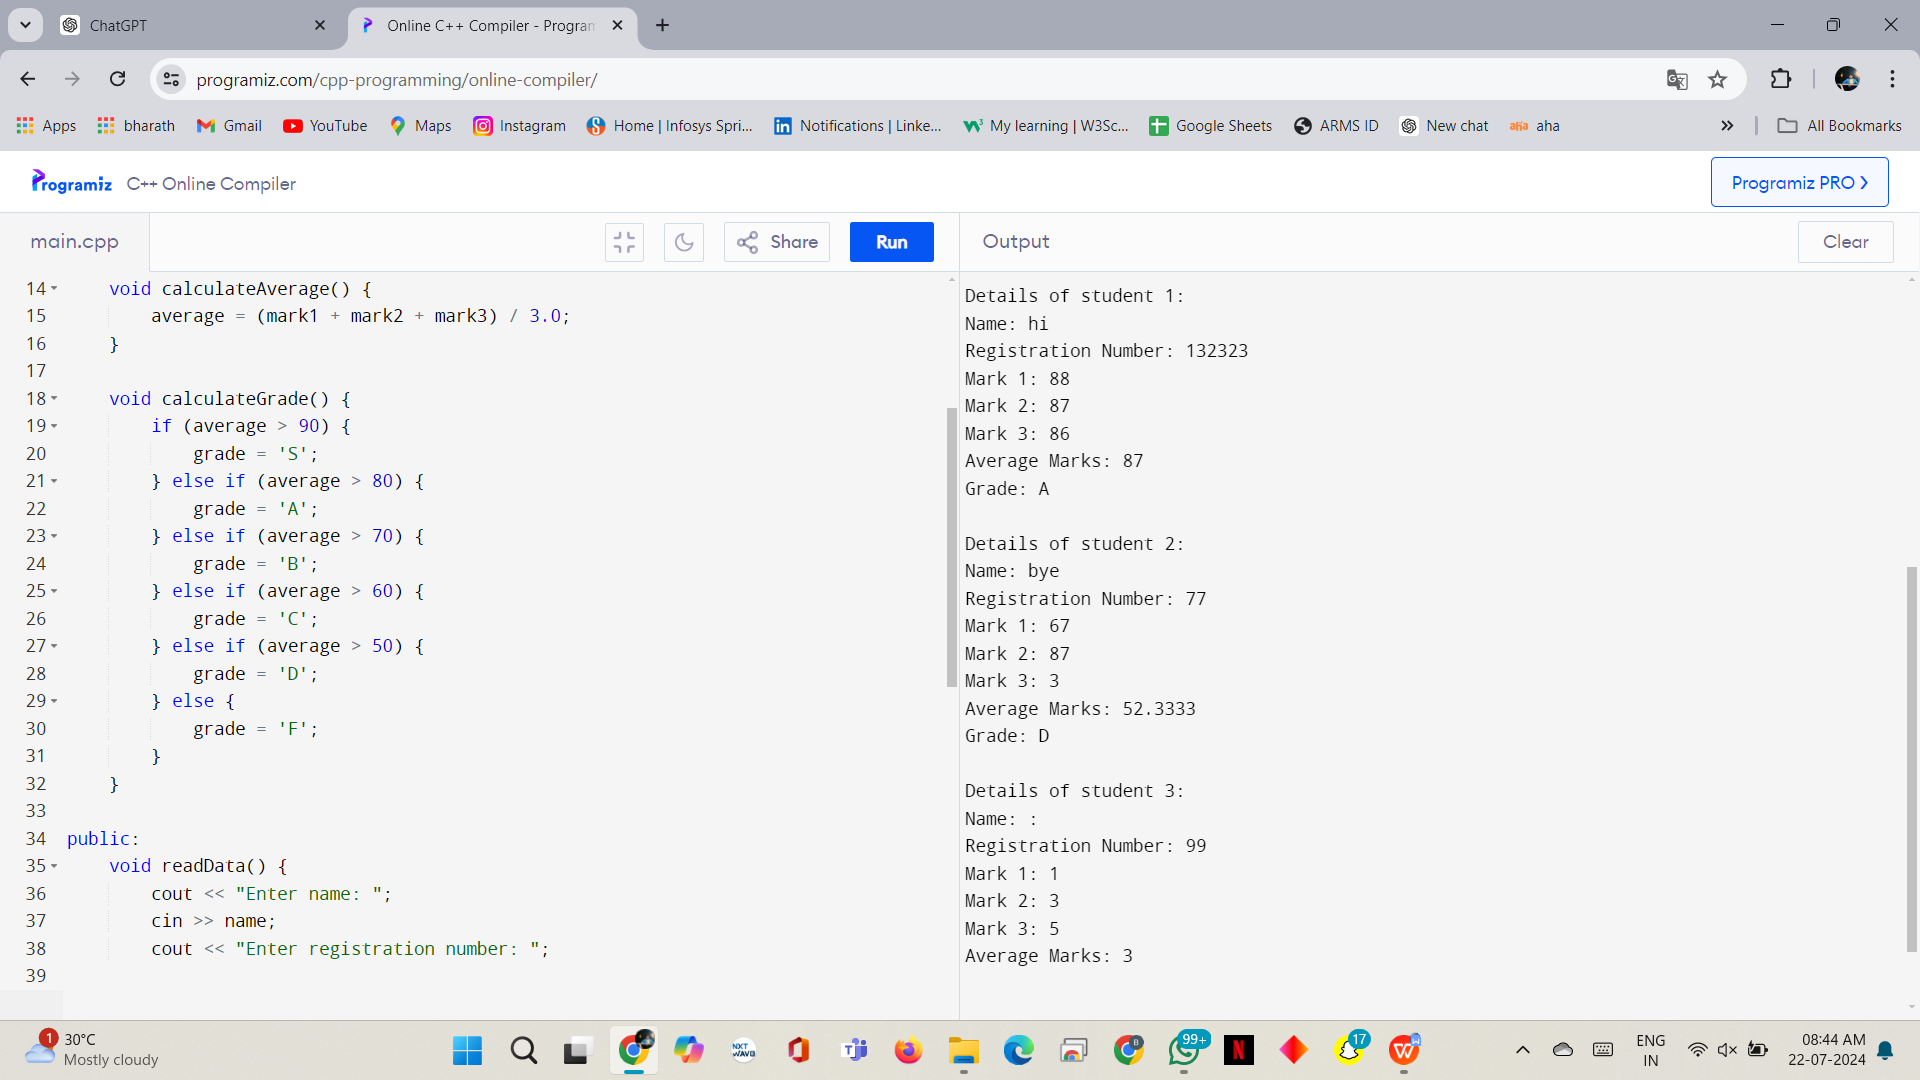 ChatGPT
Online C++ Compiler - Program
programiz.com/cpp-programming/online-compiler/
Apps
bharath
Gmail
YouTube
Maps
Instagram
Home | Infosys Spri...
Notifications | Linke...
My learning | W3Sc...
Google Sheets
ARMS ID
New chat
aha aha
All Bookmarks
Programiz C++ Online Compiler
Programiz PRO
main.cpp
Share
Run
Output
Clear
14 void calculateAverage() {
15 average = (mark1 + mark2 + mark3) / 3.0;
16 }
17
18 void calculateGrade() {
19 if (average > 90) {
20 grade = 'S';
21 } else if (average > 80) {
22 grade = 'A';
23 } else if (average > 70) {
24 grade = 'B';
25 } else if (average > 60) {
26 grade = 'C';
27 } else if (average > 50) {
28 grade = 'D';
29 } else {
30 grade = 'F';
31 }
32 }
33
34 public:
35 void readData() {
36 cout << "Enter name: ";
37 cin >> name;
38 cout << "Enter registration number: ";
39
Details of student 1:
Name: hi
Registration Number: 132323
Mark 1: 88
Mark 2: 87
Mark 3: 86
Average Marks: 87
Grade: A
Details of student 2:
Name: bye
Registration Number: 77
Mark 1: 67
Mark 2: 87
Mark 3: 3
Average Marks: 52.3333
Grade: D
Details of student 3:
Name: :
Registration Number: 99
Mark 1: 1
Mark 2: 3
Mark 3: 5
Average Marks: 3
1
30°C
Mostly cloudy
NXT
WAVE
99+
17
ENG
IN
08:44 AM
22-07-2024